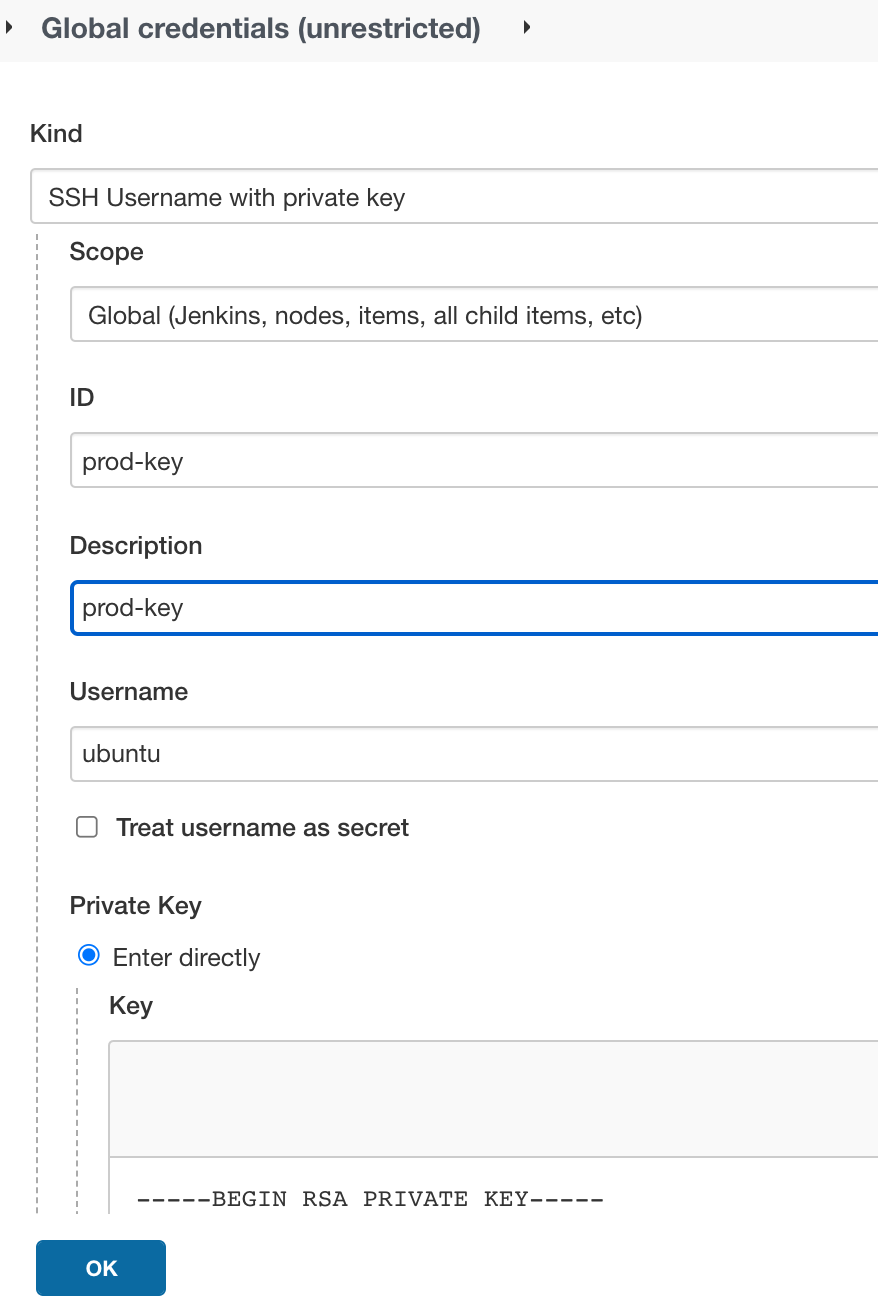 Global credentials (unrestricted)
Kind
SSH Username with private key
Scope
Global (Jenkins, nodes, items, all child items, etc)
ID
prod-key
Description
prod-key
Username
ubuntu
Treat username as secret
Private Key
Enter directly
Key
-----BEGIN RSA PRIVATE KEY-----
OK